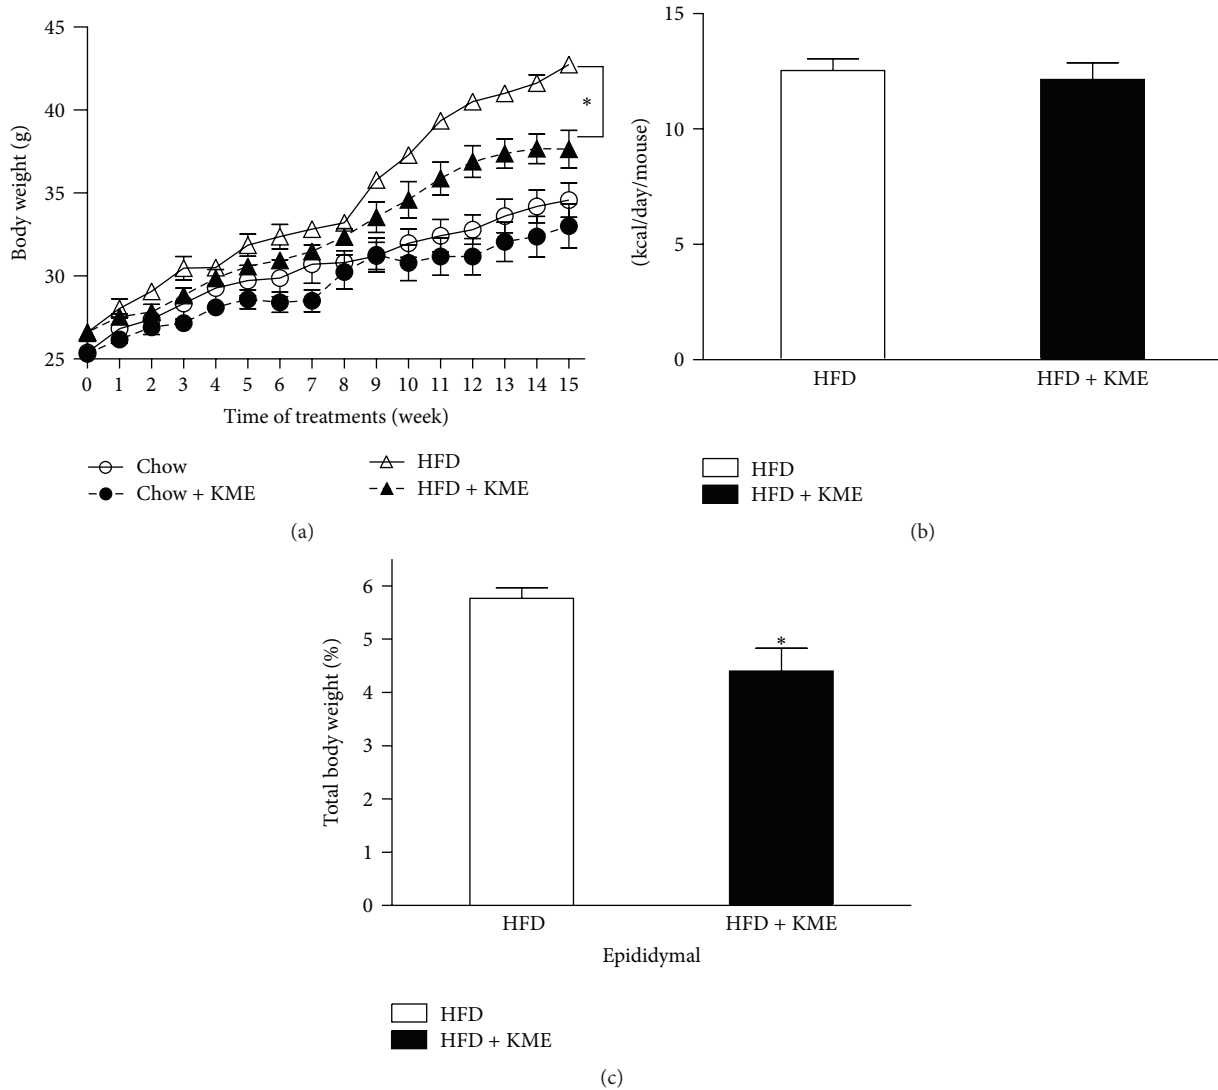 45
40
35
30
25
Body weight (g)
*
0 1 2 3 4 5 6 7 8 9 10 11 12 13 14 15
Time of treatments (week)
Chow
Chow + KME
HFD
HFD + KME
(a)
15
10
5
0
(kcal/day/mouse)
HFD HFD + KME
HFD
HFD + KME
(b)
6
5
4
3
2
1
0
Total body weight (%)
*
HFD HFD + KME
Epididymal
HFD
HFD + KME
(c)